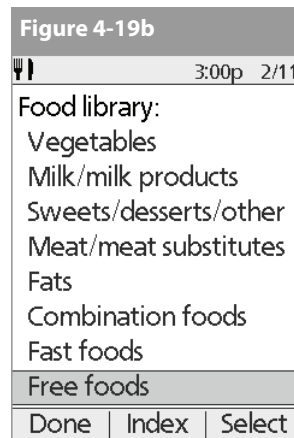 Figure 4-19b
3:00p 2/11
Food library:
Vegetables
Milk/milk products
Sweets/desserts/other
Meat/meat substitutes
Fats
Combination foods
Fast foods
Free foods
Done | Index | Select